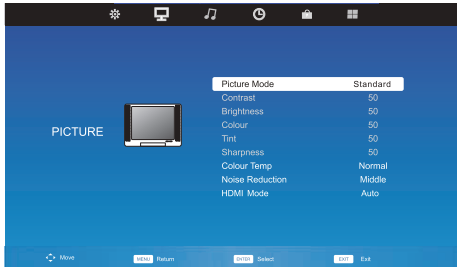 Picture Mode Standard
Contrast 50
Brightness 50
Colour 50
Tint 50
Sharpness 50
PICTURE
Colour Temp Normal
Noise Reduction Middle
HDMI Mode Auto
Move MENU Return ENTER Select EXIT Exit